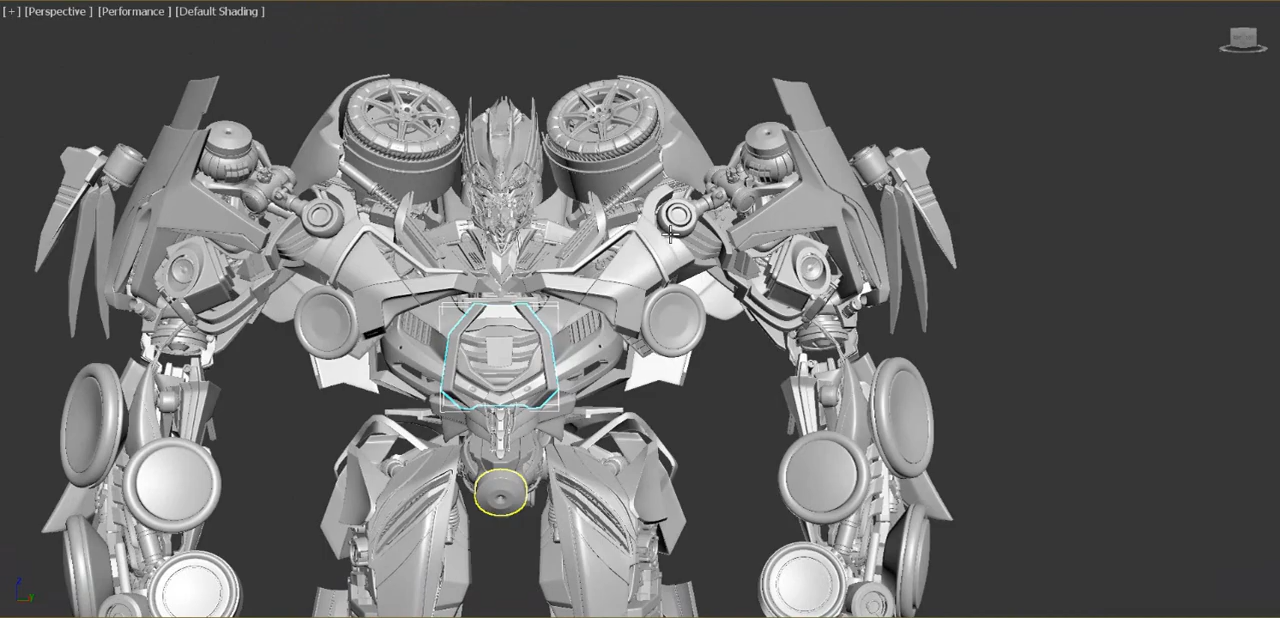 [ + ] [Perspective ] [Performance ] [Default Shading ]